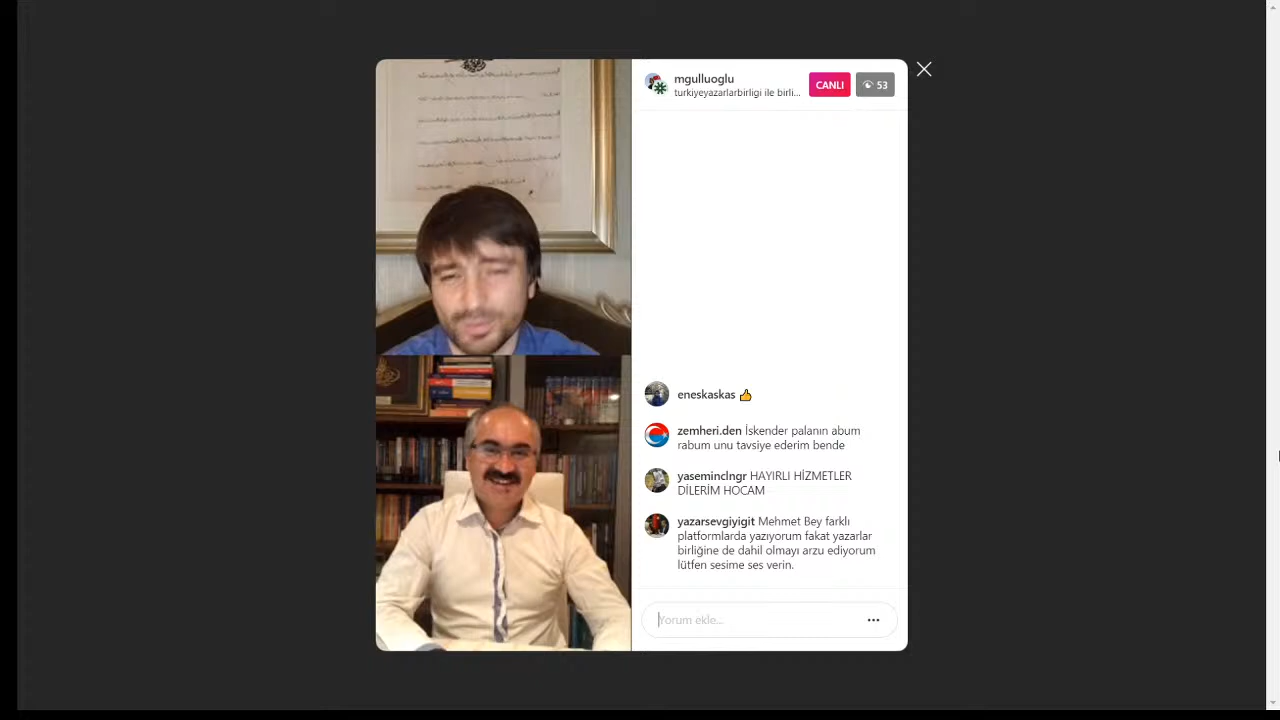 mgulluoglu
turkiyeyazarlarbirligi ile birli...
CANLI
53
eneskaskas 👍
zemheri.den İskender palanın abum
rabum unu tavsiye ederim bende
yaseminclngr HAYIRLI HİZMETLER
DİLERİM HOCAM
yazarsevgiyigit Mehmet Bey farklı
platformlarda yazıyorum fakat yazarlar
birliğine de dahil olmayı arzu ediyorum
lütfen sesime ses verin.
Yorum ekle...